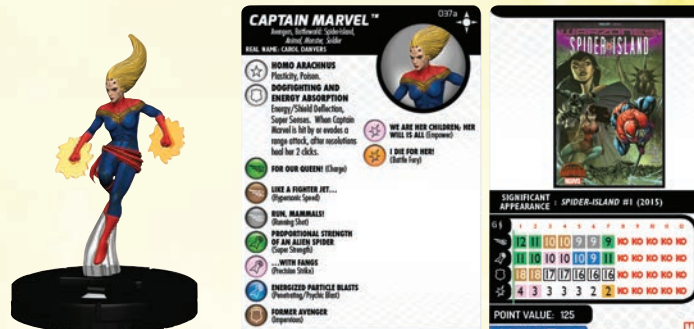 CAPTAIN MARVEL™
037a
Avengers, Battleworld: Spider-Island,
Animal, Monster, Soldier
REAL NAME: CAROL DANVERS
HOMO ARACHNUS
Plasticity, Poison.
DOGFIGHTING AND
ENERGY ABSORPTION
Energy/Shield Deflection,
Super Senses. When Captain
Marvel is hit by or evades a
range attack, after resolutions
heal her 2 clicks.
FOR OUR QUEEN! (Charge)
LIKE A FIGHTER JET...
(Hypersonic Speed)
RUN, MAMMALS!
(Running Shot)
PROPORTIONAL STRENGTH
OF AN ALIEN SPIDER
(Super Strength)
...WITH FANGS
(Precision Strike)
ENERGIZED PARTICLE BLASTS
(Penetrating/Psychic Blast)
FORMER AVENGER
(Impervious)
WE ARE HER CHILDREN; HER
WILL IS ALL (Empower)
I DIE FOR HER!
(Battle Fury)
SPIDER-ISLAND
MARVEL
SIGNIFICANT
APPEARANCE : SPIDER-ISLAND #1 (2015)
1 2 3 4 5 6 7 8 9 10 11 12
12 11 10 10 9 9 9 KO KO KO KO KO
11 10 10 10 10 9 11 KO KO KO KO KO
18 18 17 17 16 16 16 KO KO KO KO KO
4 3 3 3 3 2 2 KO KO KO KO KO
POINT VALUE: 125